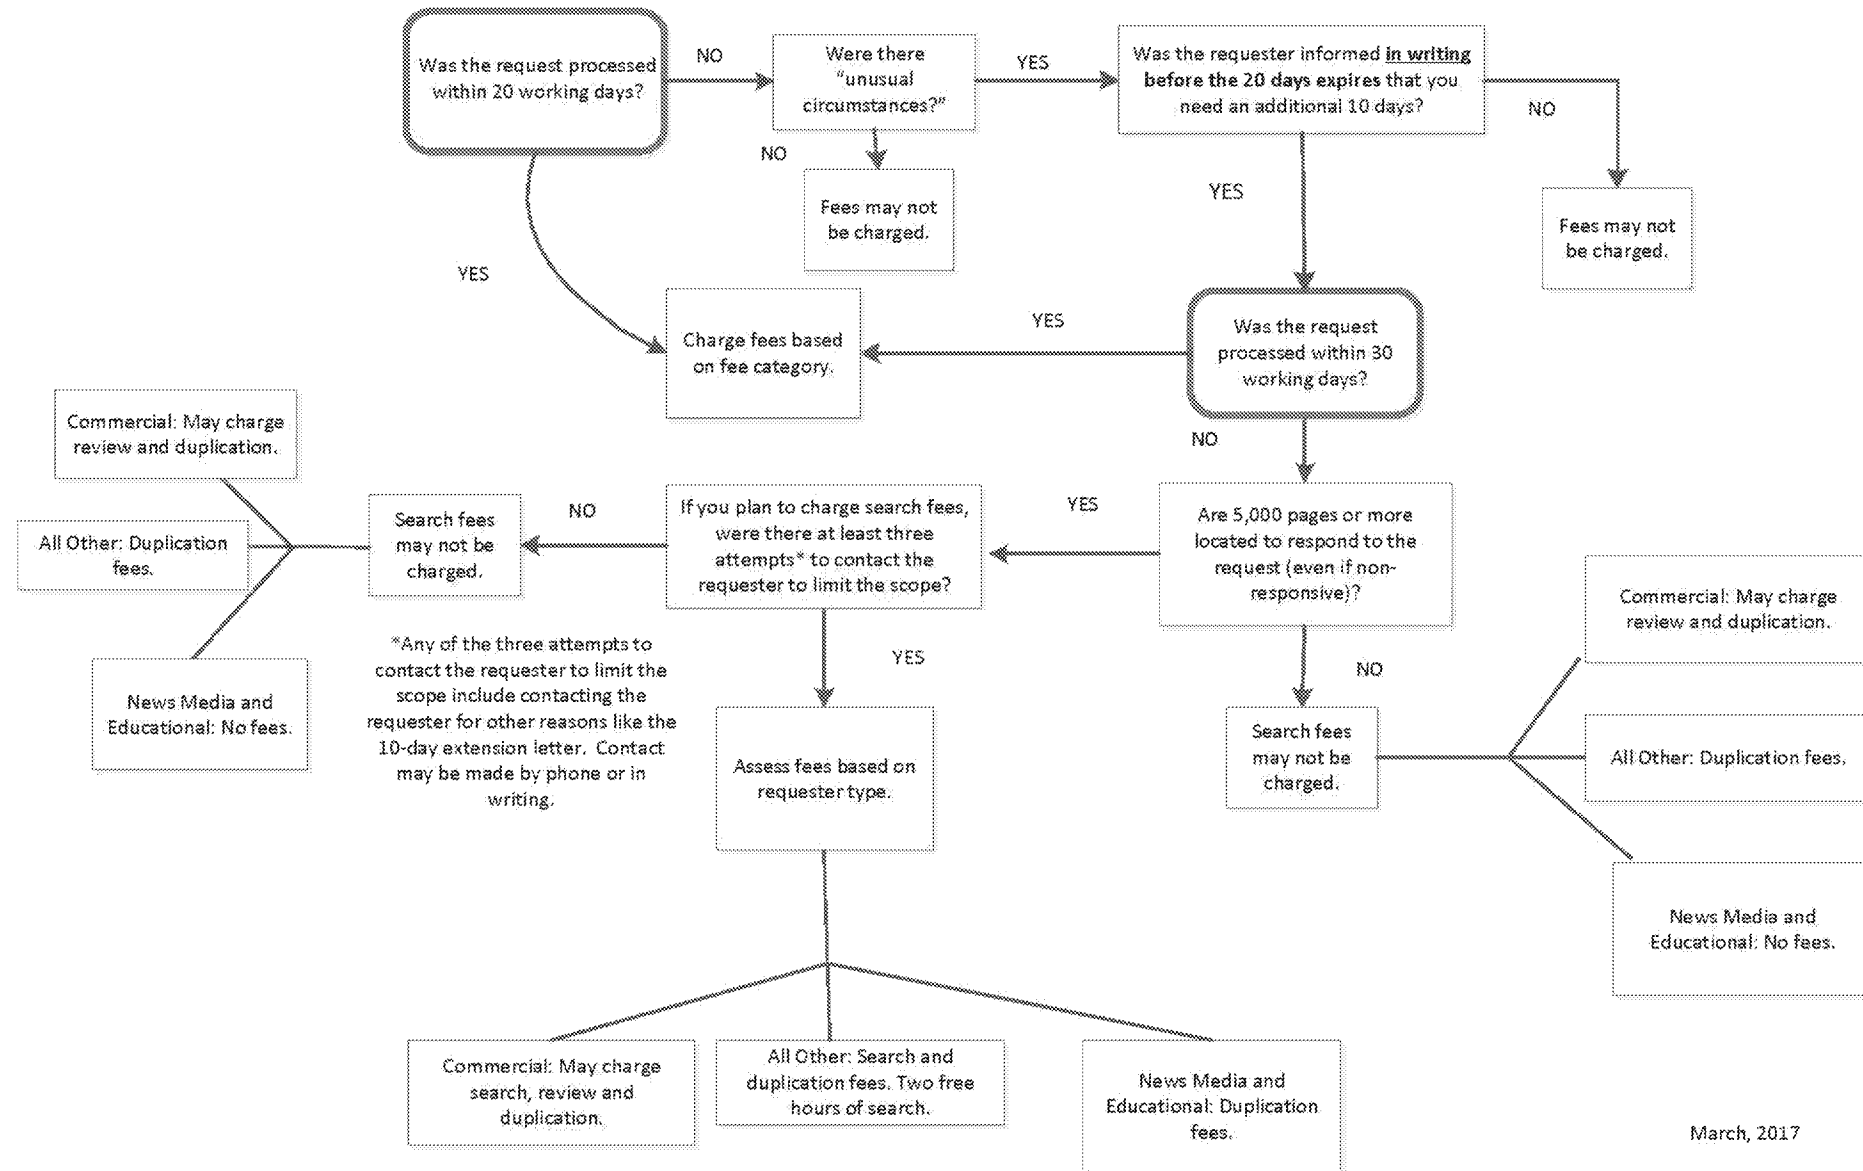 Was the request processed
within 20 working days?
NO
Were there
"unusual
circumstances?"
YES
Was the requester informed in writing
before the 20 days expires that you
need an additional 10 days?
NO
NO
Fees may not
be charged.
YES
Fees may not
be charged.
YES
Charge fees based
on fee category.
YES
Was the request
processed within 30
working days?
NO
Commercial: May charge
review and duplication.
All Other: Duplication
fees.
News Media and
Educational: No fees.
Search fees
may not be
charged.
NO
If you plan to charge search fees,
were there at least three
attempts* to contact the
requester to limit the scope?
YES
Are 5,000 pages or more
located to respond to the
request (even if non-
responsive)?
*Any of the three attempts to
contact the requester to limit the
scope include contacting the
requester for other reasons like the
10-day extension letter. Contact
may be made by phone or in
writing.
YES
NO
Assess fees based on
requester type.
Search fees
may not be
charged.
Commercial: May charge
review and duplication.
All Other: Duplication fees.
News Media and
Educational: No fees.
Commercial: May charge
search, review and
duplication.
All Other: Search and
duplication fees. Two free
hours of search.
News Media and
Educational: Duplication
fees.
March, 2017